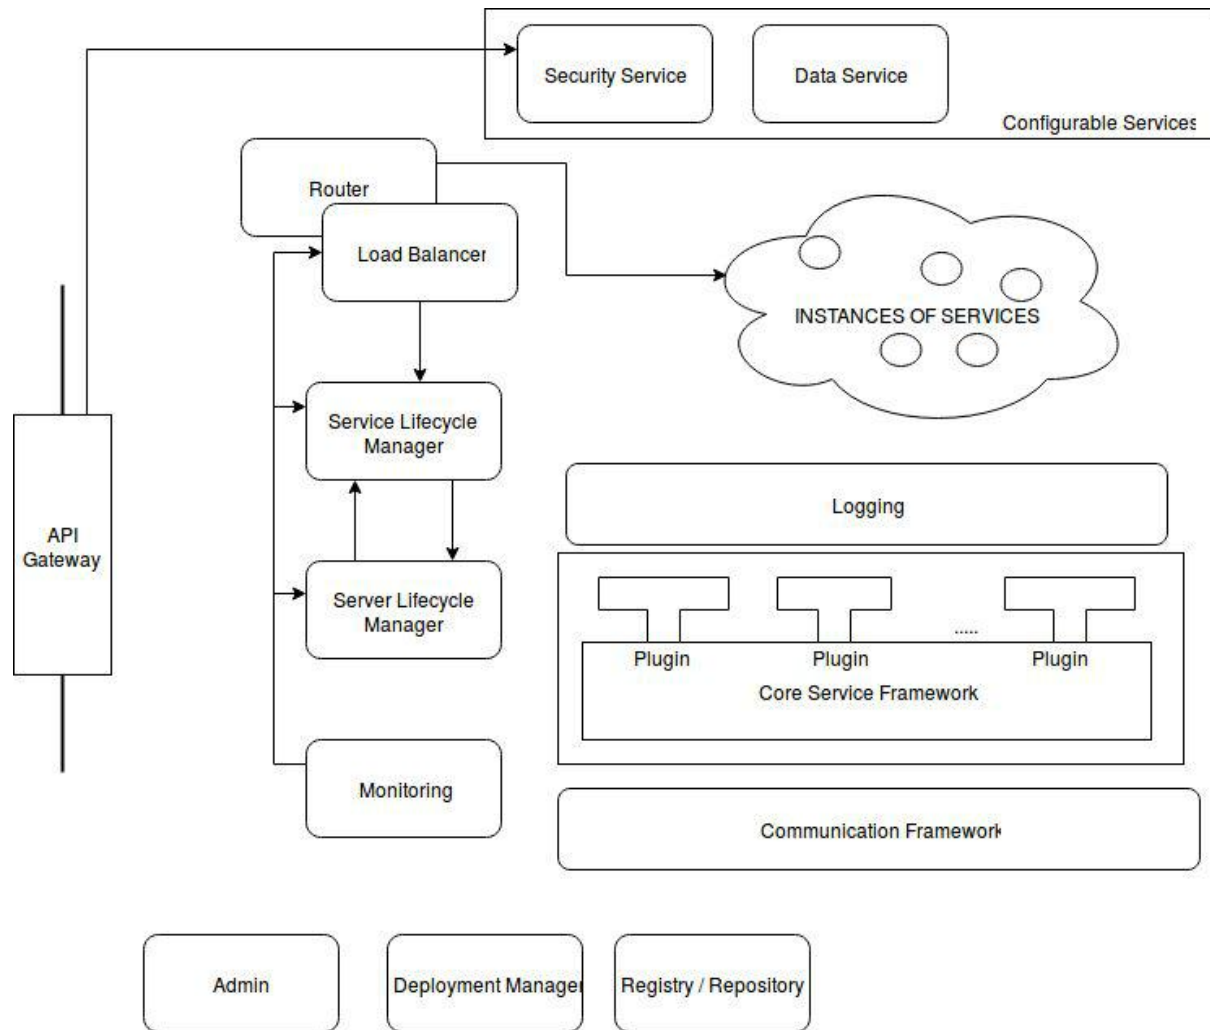 Security Service
Data Service
Configurable Services
Router
Load Balancer
INSTANCES OF SERVICES
Service Lifecycle
Manager
API
Gateway
Logging
Server Lifecycle
Manager
Plugin
Plugin
.....
Plugin
Core Service Framework
Monitoring
Communication Framework
Admin
Deployment Manager
Registry / Repository